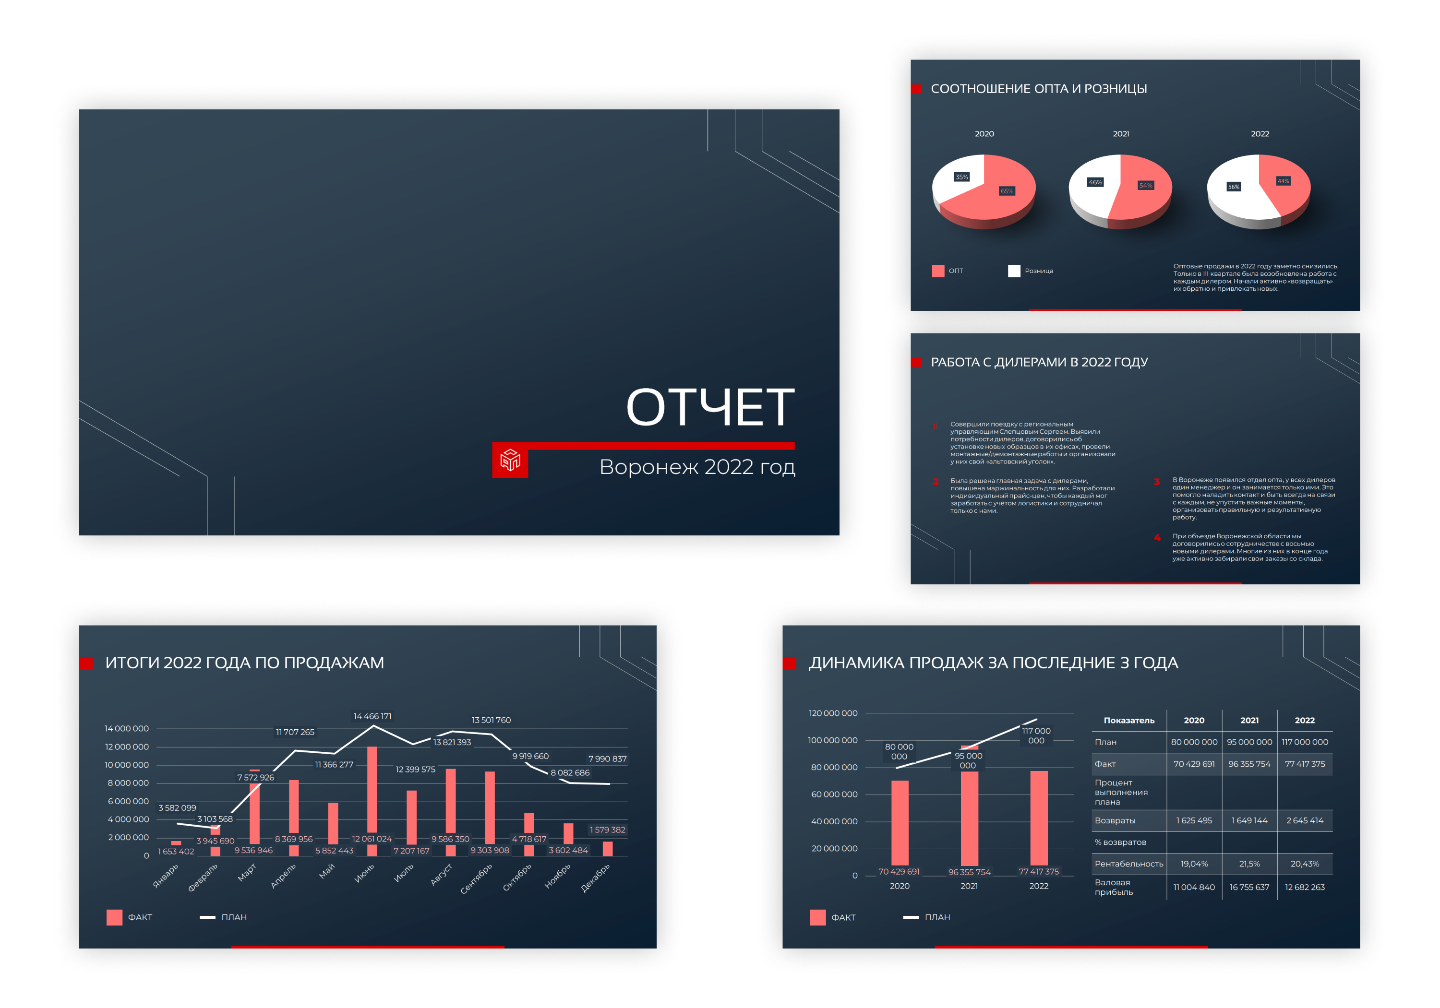 ОТЧЕТ
Воронеж 2022 год
СООТНОШЕНИЕ ОПТА И РОЗНИЦЫ
2020
2021
2022
35%
65%
46%
54%
56%
44%
ОПТ
Розница
Оптовые продажи в 2022 году заметно снизились.
Только в III квартале была возобновлена работа с
каждым дилером. Начали активно «возвращать»
их обратно и привлекать новых.
РАБОТА С ДИЛЕРАМИ В 2022 ГОДУ
1
Совершили поездку с региональным
управляющим Слепцовым Сергеем. Выявили
потребности дилеров, договорились об
установке новых образцов в их офисах, провели
монтажные/демонтажные работы и организовали
у них свой «альтовский уголок».
2
Была решена главная задача с дилерами,
повышена маржинальность для них. Разработали
индивидуальный прайс-цен, чтобы каждый мог
заработать с учётом логистики и сотрудничал
только с нами.
3
В Воронеже появился отдел опта, у всех дилеров
один менеджер и он занимается только ими. Это
помогло наладить контакт и быть всегда на связи
с каждым, не упустить важные моменты,
организовать правильную и результативную
работу.
4
При объезде Воронежской области мы
договорились о сотрудничестве с восьмью
новыми дилерами. Многие из них в конце года
уже активно забирали свои заказы со склада.
ИТОГИ 2022 ГОДА ПО ПРОДАЖАМ
14 000 000
12 000 000
10 000 000
8 000 000
6 000 000
4 000 000
2 000 000
0
3 582 099
3 103 568
7 572 926
11 707 265
11 366 277
14 466 171
12 399 575
13 821 393
13 501 760
9 919 660
8 082 686
7 990 837
1 653 402
3 945 690
9 536 946
8 369 956
5 852 443
12 061 024
7 207 167
9 586 350
9 303 908
4 718 617
3 602 484
1 579 382
Январь
Февраль
Март
Апрель
Май
Июнь
Июль
Август
Сентябрь
Октябрь
Ноябрь
Декабрь
ФАКТ
ПЛАН
ДИНАМИКА ПРОДАЖ ЗА ПОСЛЕДНИЕ 3 ГОДА
120 000 000
100 000 000
80 000 000
60 000 000
40 000 000
20 000 000
0
80 000
000
95 000
000
117 000
000
70 429 691
96 355 754
77 417 375
2020
2021
2022
ФАКТ
ПЛАН
Показатель 2020 2021 2022
План 80 000 000 95 000 000 117 000 000
Факт 70 429 691 96 355 754 77 417 375
Процент
выполнения
плана
Возвраты 1 625 495 1 649 144 2 645 414
% возвратов
Рентабельность 19,04% 21,5% 20,43%
Валовая
прибыль 11 004 840 16 755 637 12 682 263